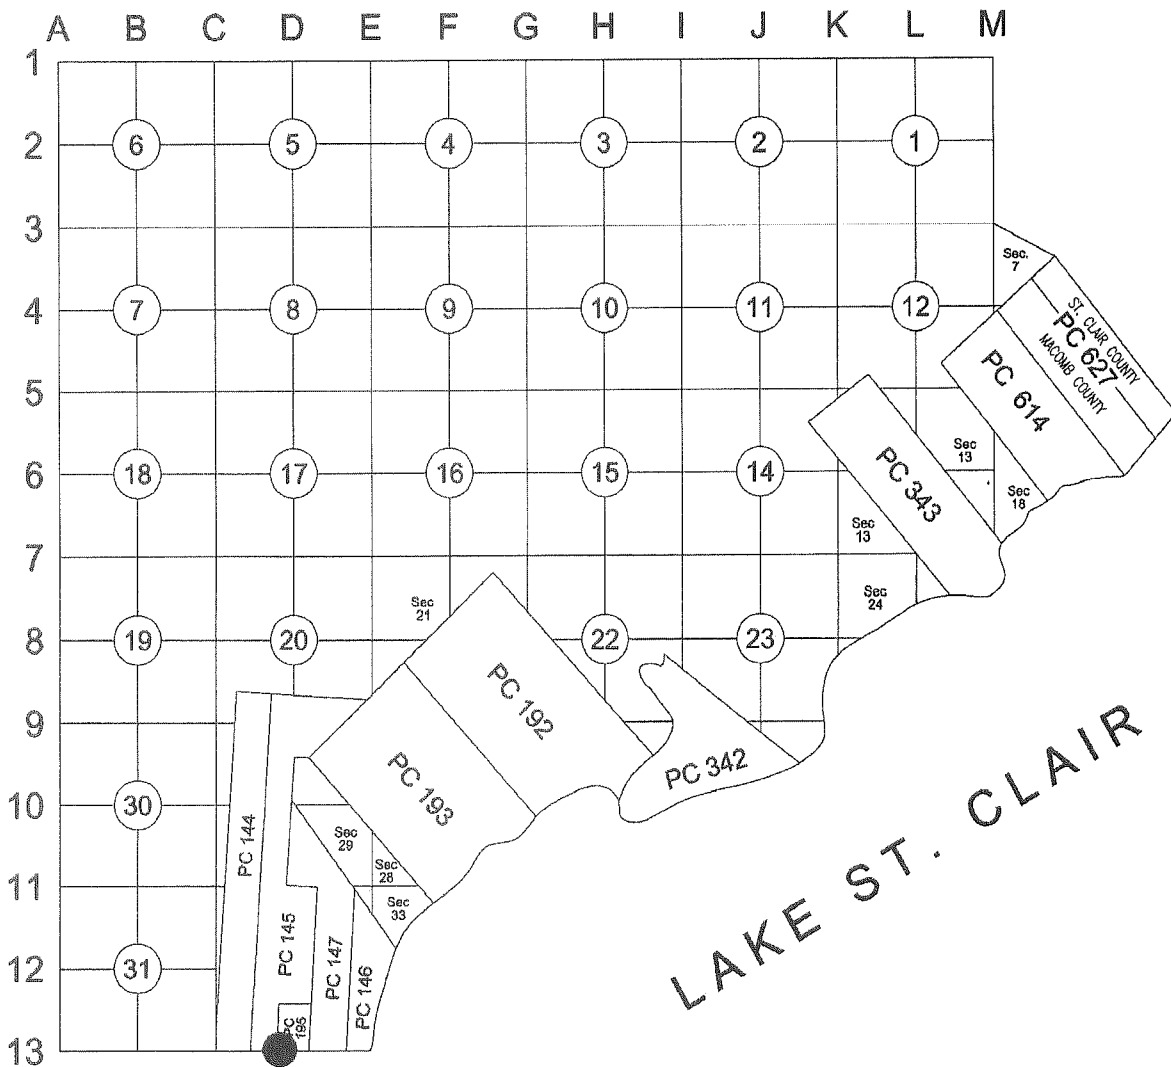 A B C D E F G H I J K L M
1
2 6 5 4 3 2 1
3
Sec.
7
4 7 8 9 10 11 12
ST. CLAIR COUNTY
PC 627
MACOMB COUNTY
PC 614
5
6 18 17 16 15 14
Sec
13
PC 343
Sec
18
Sec
13
7
Sec
21
Sec
24
8 19 20 22 23
PC 192
9
PC 193
PC 342
10 30
PC 144
Sec
29
Sec
28
11
Sec
33
PC 145
PC 147
PC 146
12 31
PC
195
13
LAKE ST. CLAIR